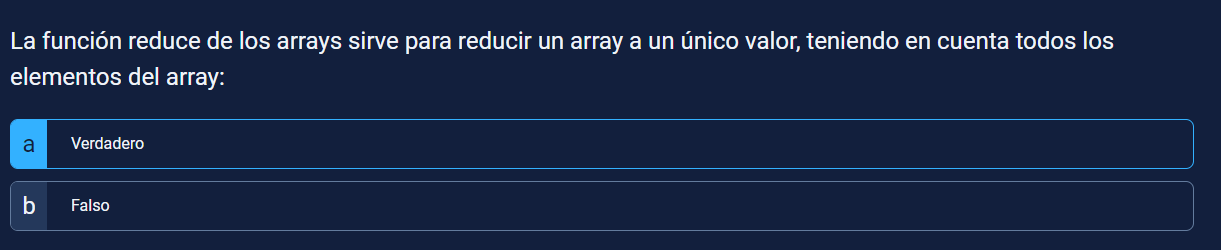 La función reduce de los arrays sirve para reducir un array a un único valor, teniendo en cuenta todos los
elementos del array:
a Verdadero
b Falso